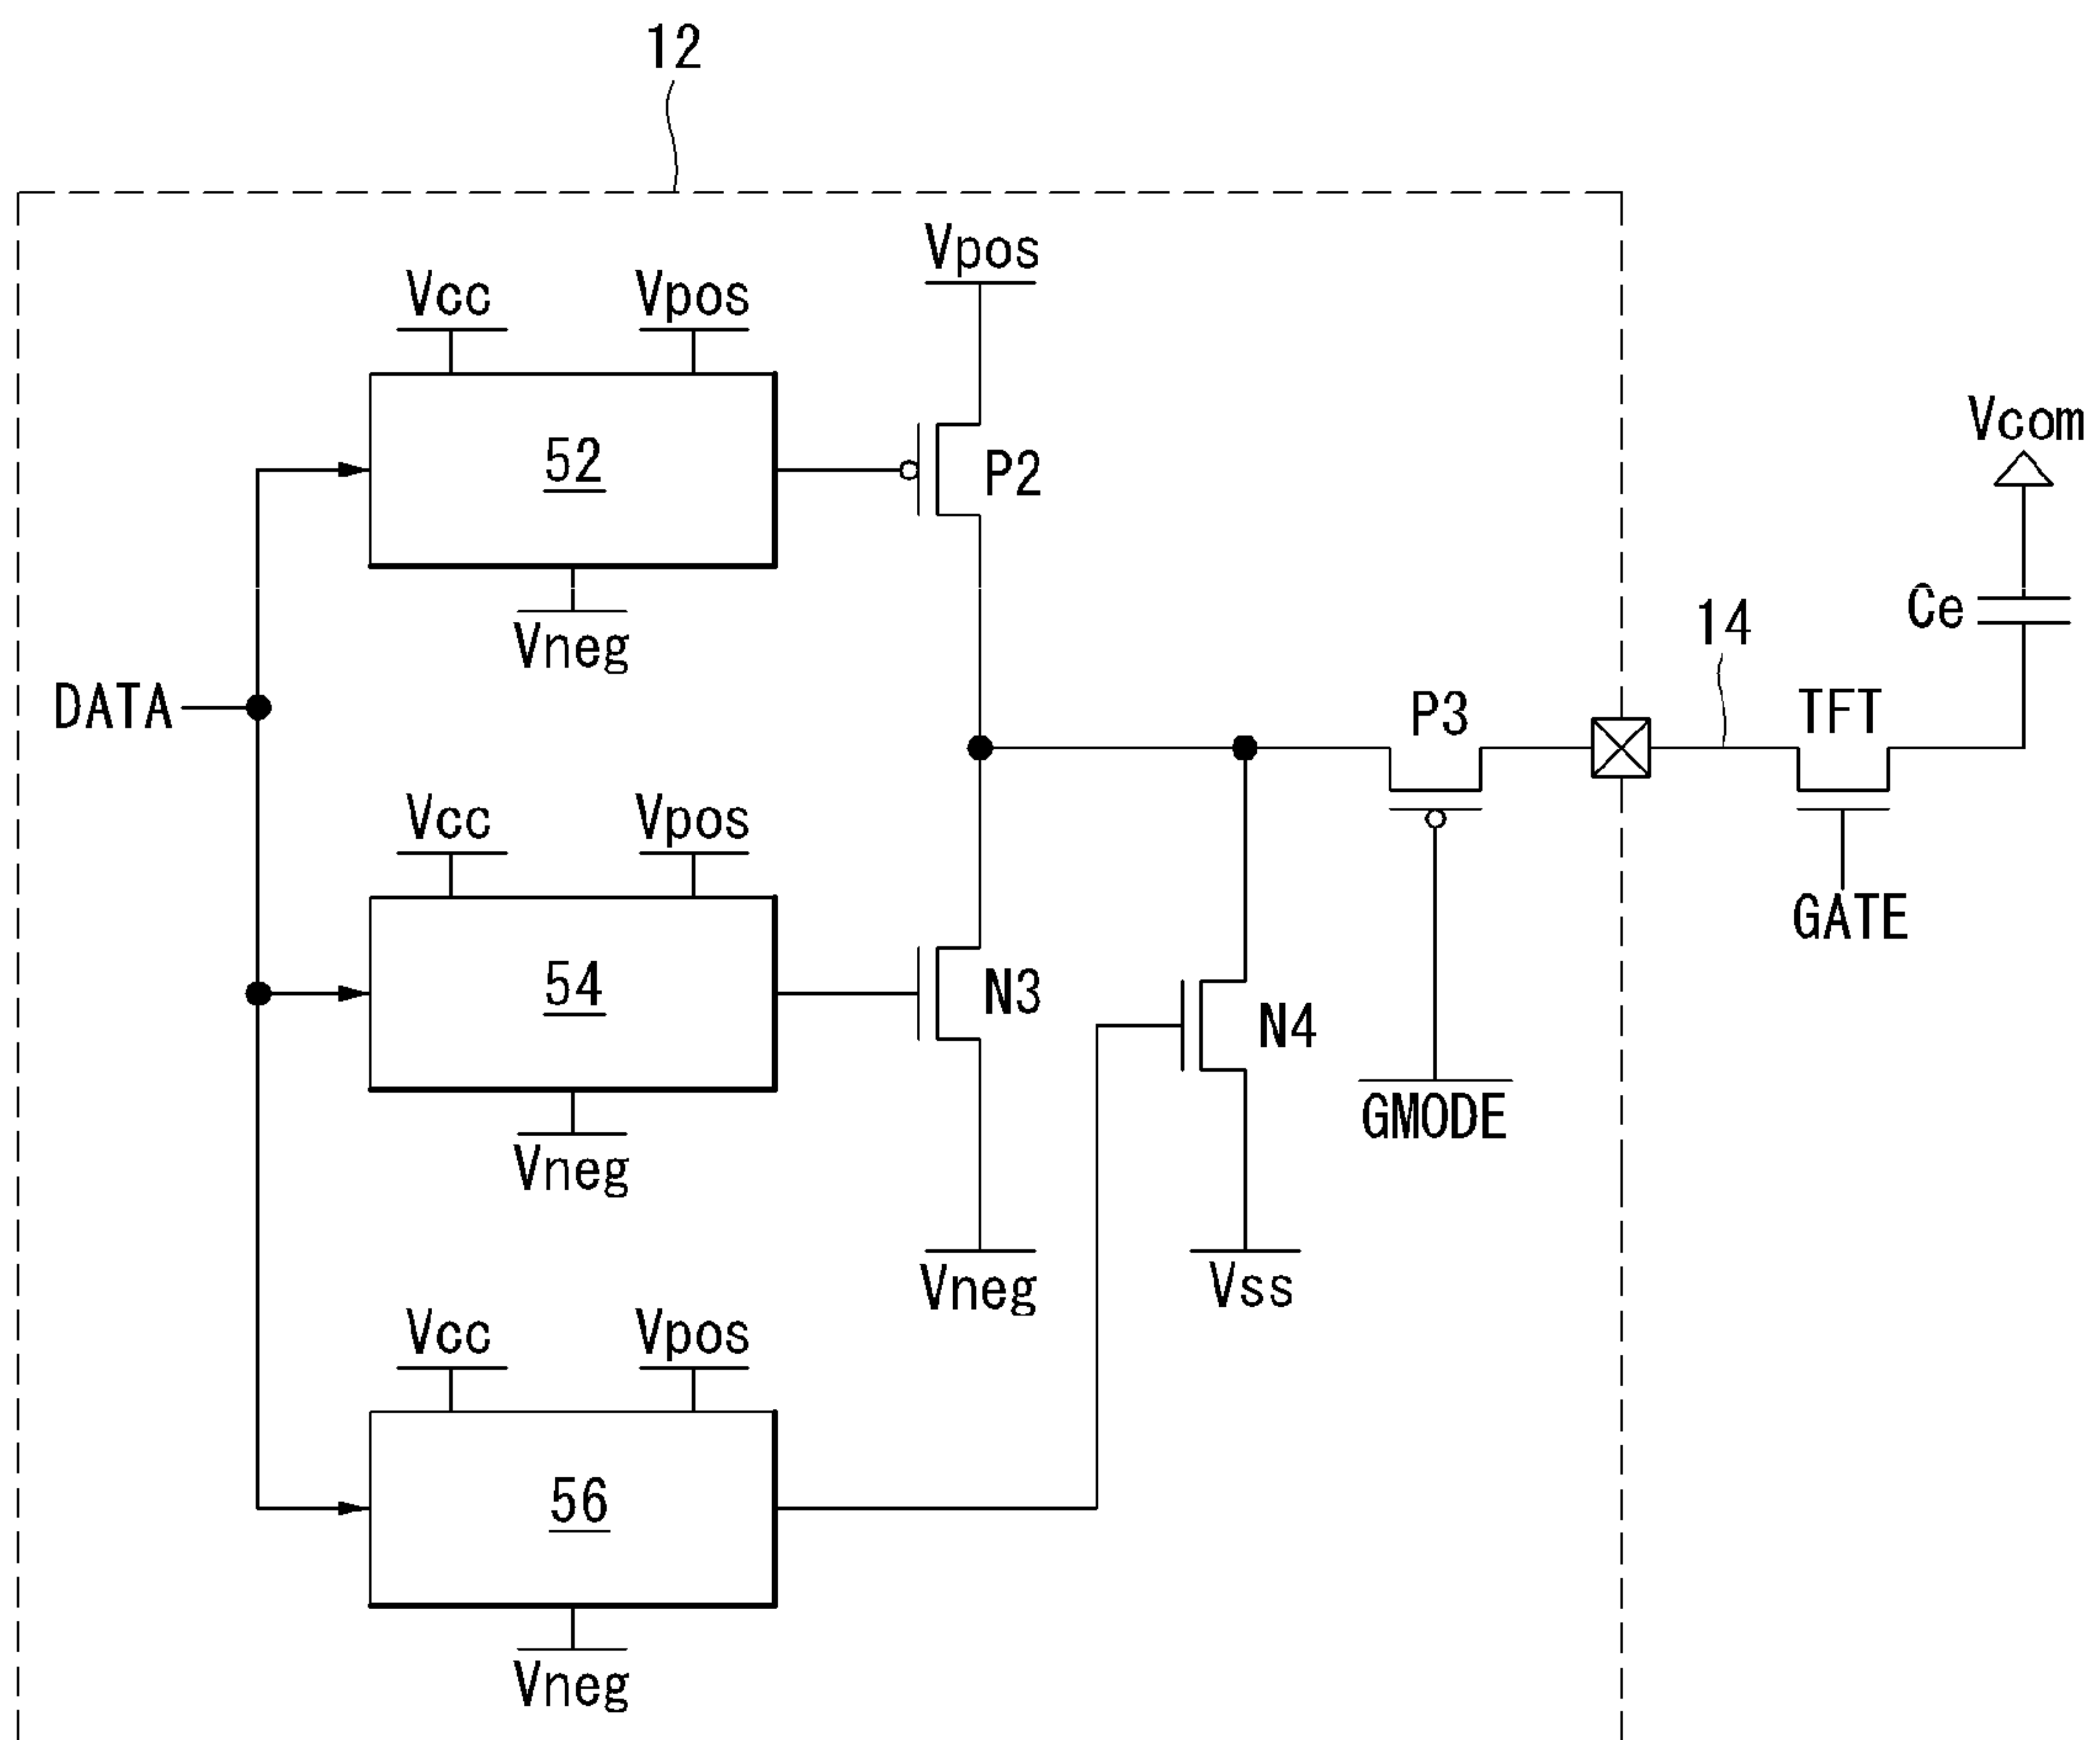 12
Vpos
Vcc Vpos
52
P2
Vneg
Vcom
Ce
14
DATA
P3
TFT
Vcc Vpos
GATE
54
N3
N4
GMODE
Vneg
Vneg
Vss
Vcc Vpos
56
Vneg